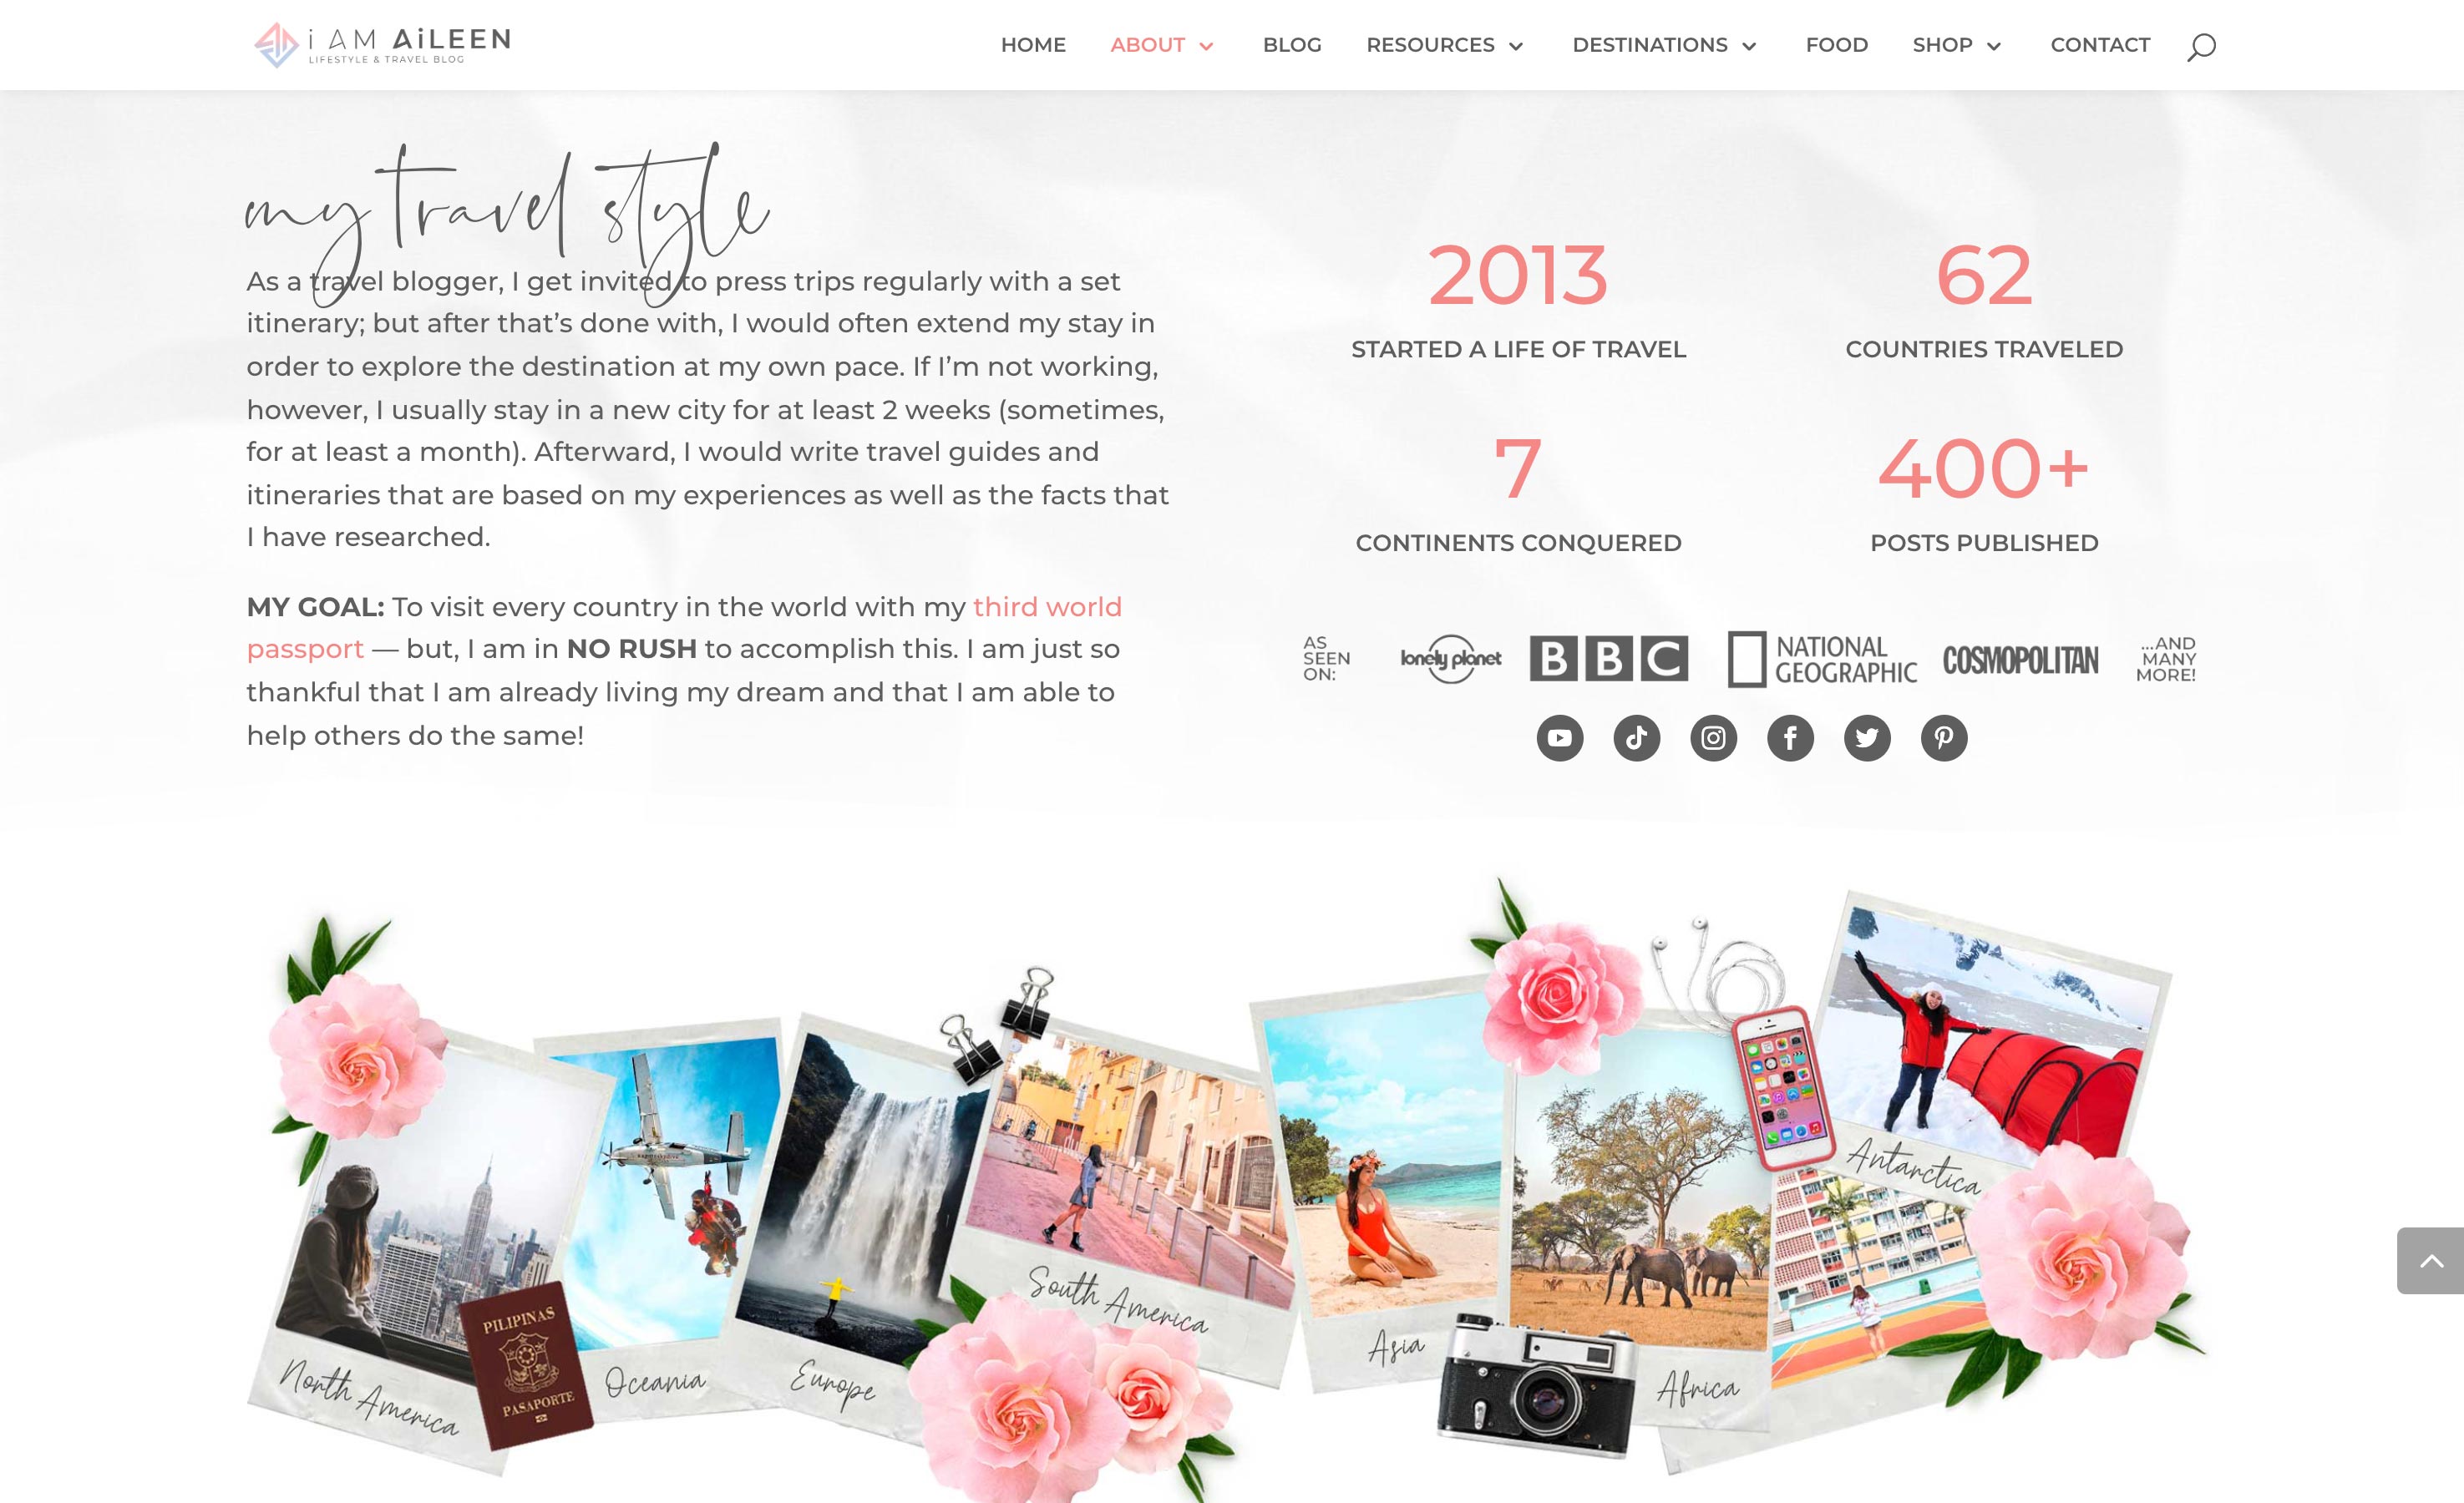 i AM AiLEEN
LIFESTYLE & TRAVEL BLOG
HOME
ABOUT
BLOG
RESOURCES
DESTINATIONS
FOOD
SHOP
CONTACT
my travel style
As a travel blogger, I get invited to press trips regularly with a set
itinerary; but after that’s done with, I would often extend my stay in
order to explore the destination at my own pace. If I’m not working,
however, I usually stay in a new city for at least 2 weeks (sometimes,
for at least a month). Afterward, I would write travel guides and
itineraries that are based on my experiences as well as the facts that
I have researched.
MY GOAL: To visit every country in the world with my third world
passport — but, I am in NO RUSH to accomplish this. I am just so
thankful that I am already living my dream and that I am able to
help others do the same!
2013
STARTED A LIFE OF TRAVEL
62
COUNTRIES TRAVELED
7
CONTINENTS CONQUERED
400+
POSTS PUBLISHED
AS
SEEN
ON:
lonely planet
BBC
NATIONAL
GEOGRAPHIC
COSMOPOLITAN
...AND
MANY
MORE!
North America
PILIPINAS
PASAPORTE
Oceania
Europe
South America
Asia
Africa
Antarctica